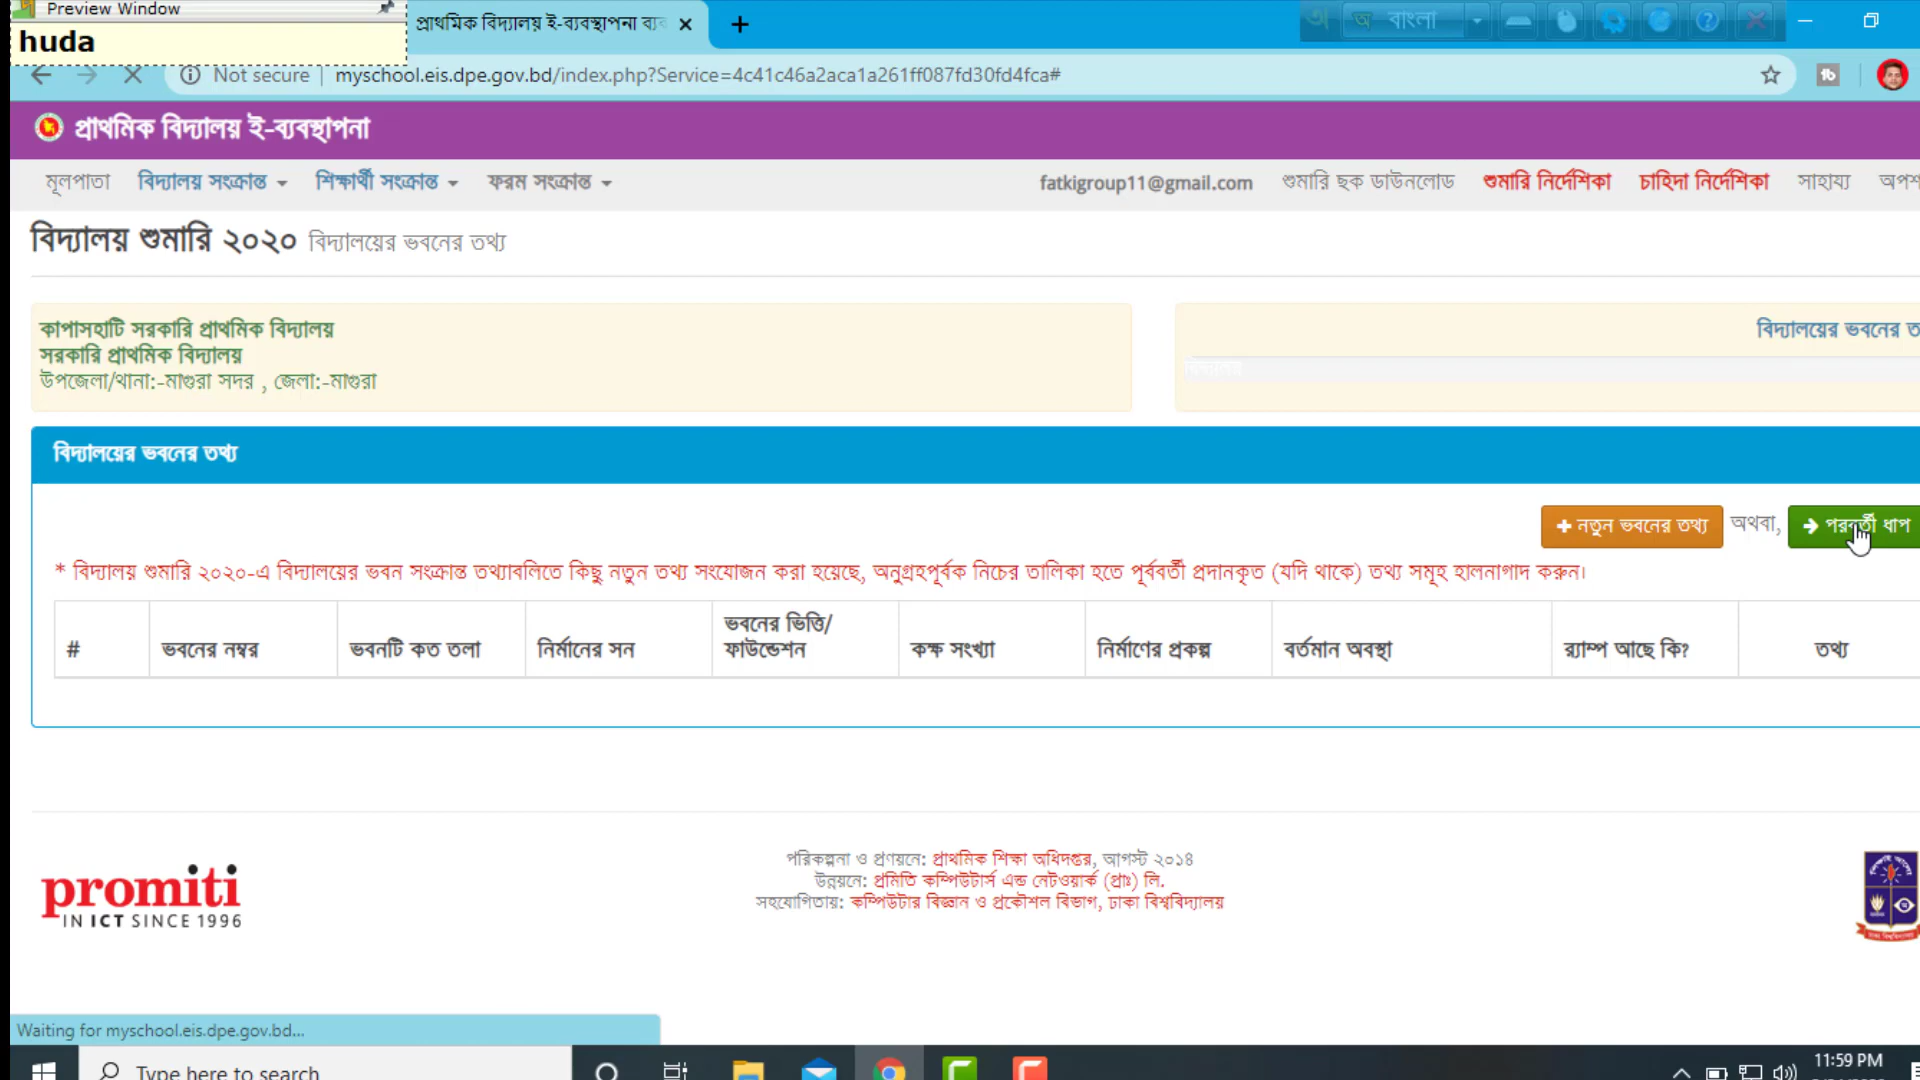 Preview Window
huda
প্রাথমিক বিদ্যালয় ই-ব্যবস্থাপনা ব্যব
বাংলা
Not secure | myschool.eis.dpe.gov.bd/index.php?Service=4c41c46a2aca1a261ff087fd30fd4fca#
প্রাথমিক বিদ্যালয় ই-ব্যবস্থাপনা
মূলপাতা বিদ্যালয় সংক্রান্ত শিক্ষার্থী সংক্রান্ত ফরম সংক্রান্ত fatkigroup11@gmail.com শুমারি ছক ডাউনলোড শুমারি নির্দেশিকা চাহিদা নির্দেশিকা সাহায্য অপশ
বিদ্যালয় শুমারি ২০২০ বিদ্যালয়ের ভবনের তথ্য
কাপাসহাটি সরকারি প্রাথমিক বিদ্যালয়
সরকারি প্রাথমিক বিদ্যালয়
উপজেলা/থানা:-মাগুরা সদর , জেলা:-মাগুরা
বিদ্যালয়ের ভবনের ত
বিদ্যালয়ের ভবনের তথ্য
নতুন ভবনের তথ্য অথবা, পরবর্তী ধাপ
* বিদ্যালয় শুমারি ২০২০-এ বিদ্যালয়ের ভবন সংক্রান্ত তথ্যাবলিতে কিছু নতুন তথ্য সংযোজন করা হয়েছে, অনুগ্রহপূর্বক নিচের তালিকা হতে পূর্ববর্তী প্রদানকৃত (যদি থাকে) তথ্য সমূহ হালনাগাদ করুন।
# ভবনের নম্বর ভবনটি কত তলা নির্মানের সন ভবনের ভিত্তি/ ফাউন্ডেশন কক্ষ সংখ্যা নির্মাণের প্রকল্প বর্তমান অবস্থা র‍্যাম্প আছে কি? তথ্য
promiti
IN ICT SINCE 1996
পরিকল্পনা ও প্রণয়নে: প্রাথমিক শিক্ষা অধিদপ্তর, আগস্ট ২০১৪
উন্নয়নে: প্রমিতি কম্পিউটার্স এন্ড নেটওয়ার্ক (প্রাঃ) লি.
সহযোগিতায়: কম্পিউটার বিজ্ঞান ও প্রকৌশল বিভাগ, ঢাকা বিশ্ববিদ্যালয়
Waiting for myschool.eis.dpe.gov.bd...
Type here to search
11:59 PM